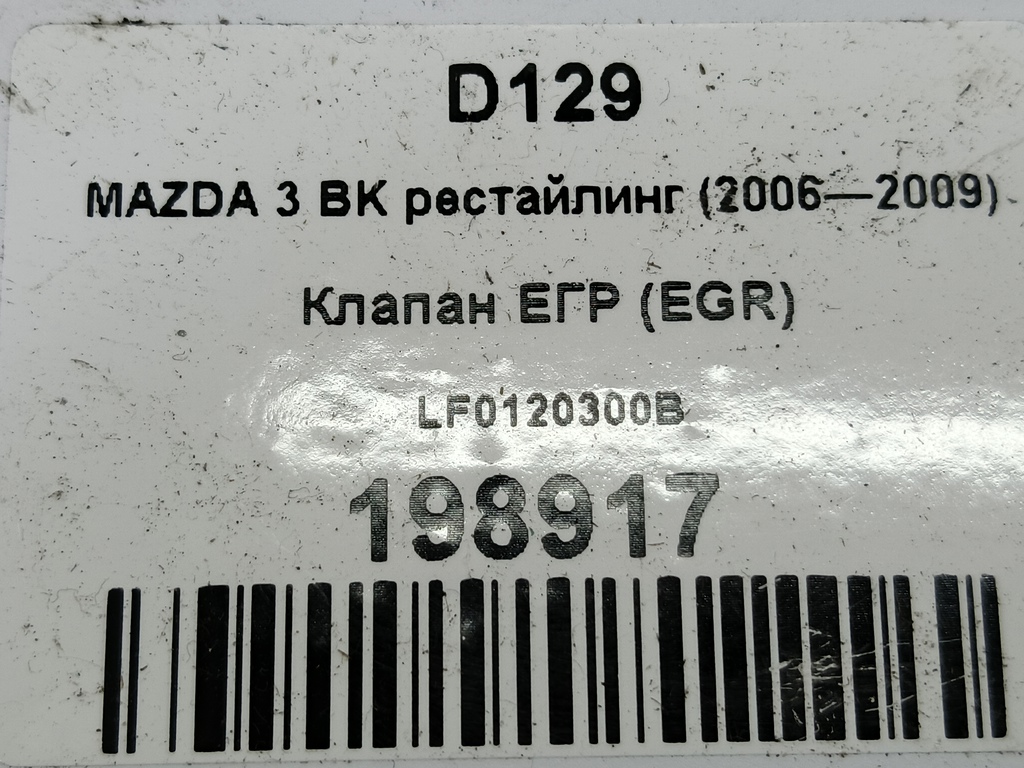 D129
MAZDA 3 BK рестайлинг (2006—2009)
Клапан ЕГР (EGR)
LF0120300B
198917